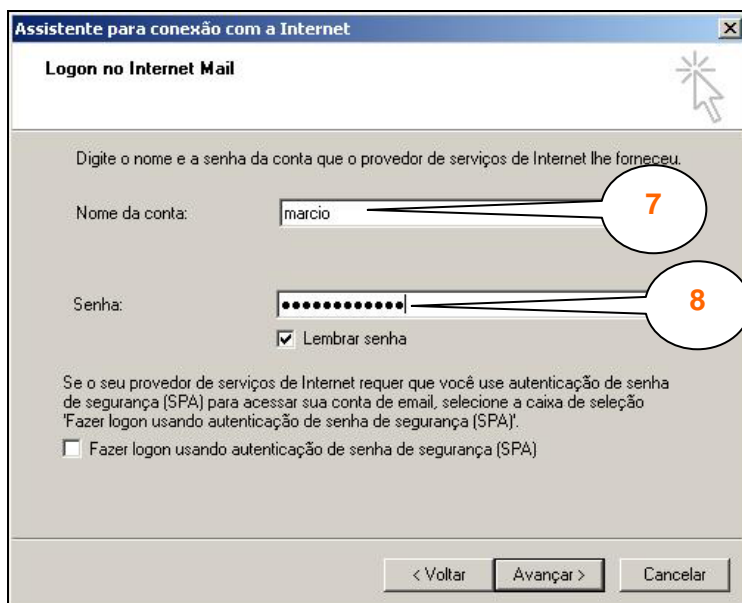 Assistente para conexão com a Internet
Logon no Internet Mail
Digite o nome e a senha da conta que o provedor de serviços de Internet lhe forneceu.
Nome da conta: marcio 7
Senha: ●●●●●●●●●●●● 8
Lembrar senha
Se o seu provedor de serviços de Internet requer que você use autenticação de senha
de segurança (SPA) para acessar sua conta de email, selecione a caixa de seleção
'Fazer logon usando autenticação de senha de segurança (SPA)'.
Fazer logon usando autenticação de senha de segurança (SPA)
< Voltar Avançar > Cancelar